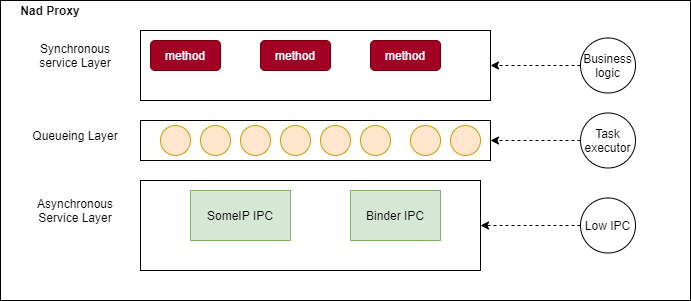 Nad Proxy
Synchronous
service Layer
method
method
method
Business
logic
Queueing Layer
Task
executor
Asynchronous
Service Layer
SomeIP IPC
Binder IPC
Low IPC